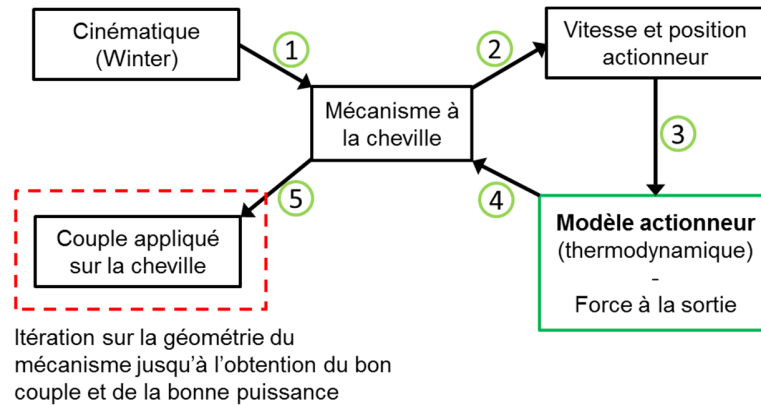 Cinématique
(Winter)
1
2
Vitesse et position
actionneur
Mécanisme à
la cheville
3
4
5
Couple appliqué
sur la cheville
Modèle actionneur
(thermodynamique)
-
Force à la sortie
Itération sur la géométrie du
mécanisme jusqu'à l'obtention du bon
couple et de la bonne puissance